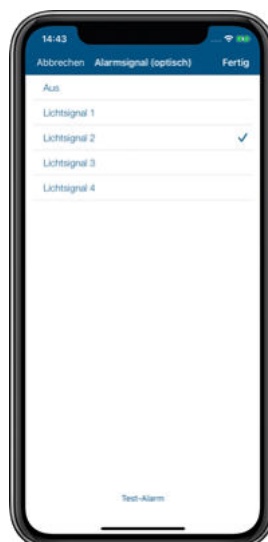 14:43
Abbrechen Alarmsignal (optisch) Fertig
Aus
Lichtsignal 1
Lichtsignal 2
Lichtsignal 3
Lichtsignal 4
Test-Alarm